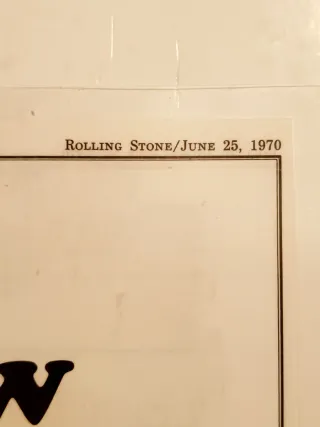 ROLLING STONE/JUNE 25, 1970
W